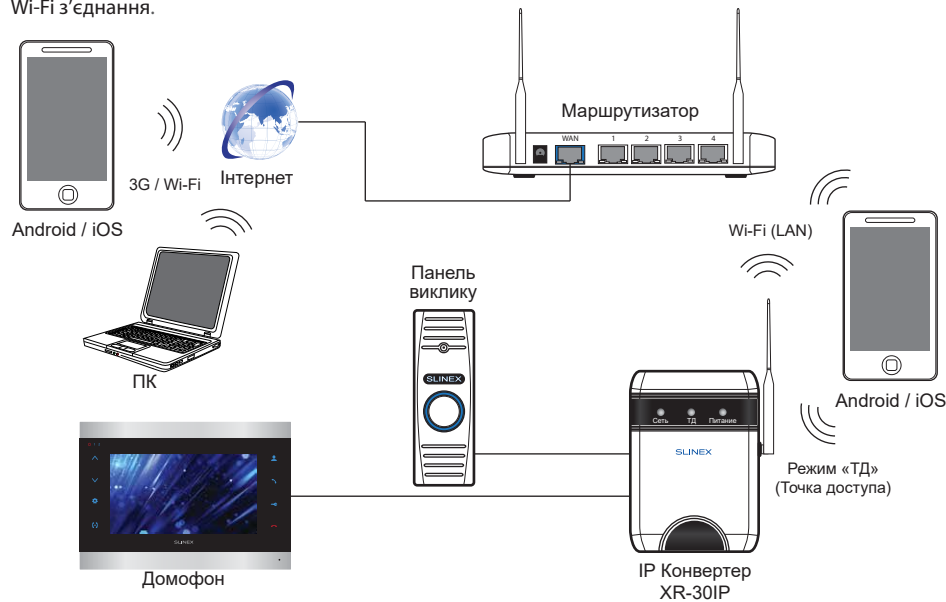 Wi-Fi з’єднання.
Маршрутизатор
WAN
1
2
3
4
3G / Wi-Fi
Інтернет
Android / iOS
Wi-Fi (LAN)
Панель
виклику
SLINEX
ПК
Android / iOS
Сеть
ТД
Питание
SLINEX
Режим «ТД»
(Точка доступа)
SLINEX
Домофон
IP Конвертер
XR-30IP